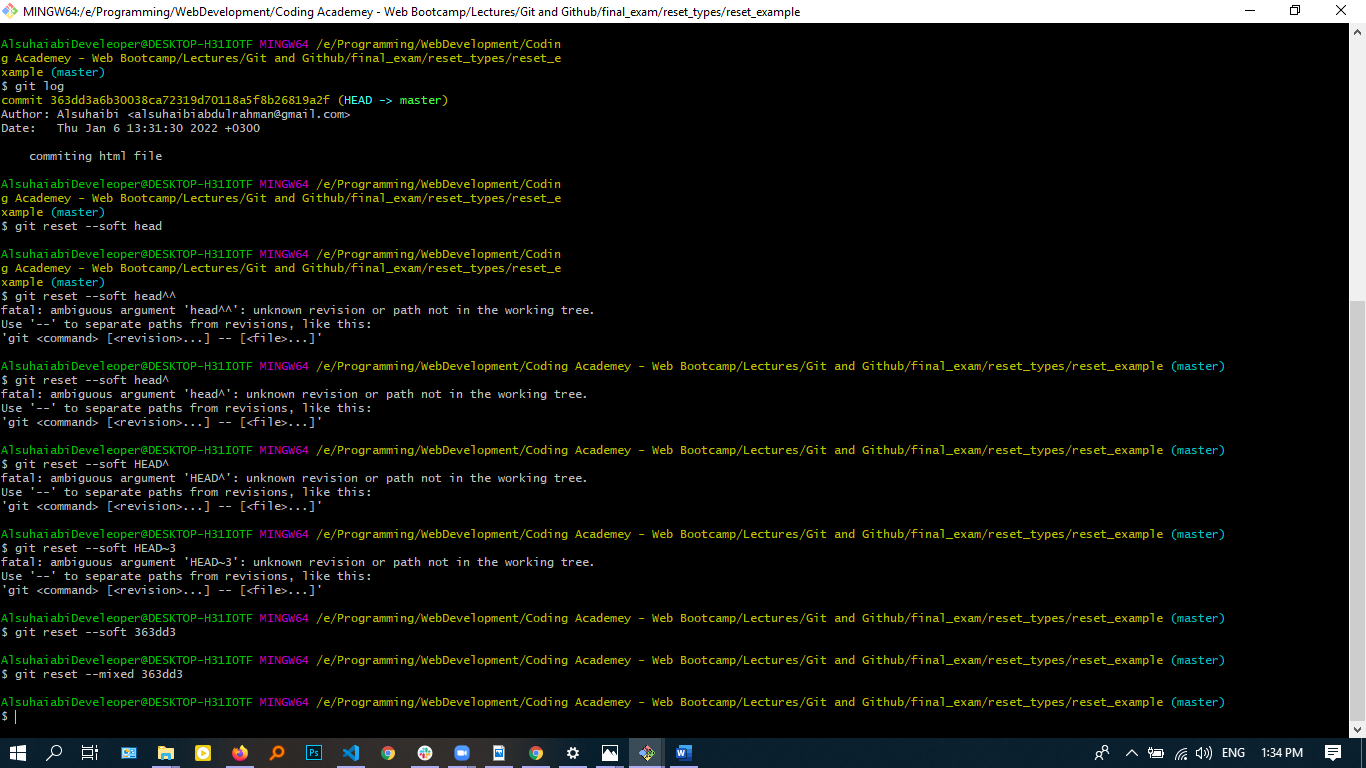 MINGW64:/e/Programming/WebDevelopment/Coding Academey - Web Bootcamp/Lectures/Git and Github/final_exam/reset_types/reset_example
AlsuhaiabiDeveleoper@DESKTOP-H31IOTF MINGW64 /e/Programming/WebDevelopment/Codin
g Academey - Web Bootcamp/Lectures/Git and Github/final_exam/reset_types/reset_e
xample (master)
$ git log
commit 363dd3a6b30038ca72319d70118a5f8b26819a2f (HEAD -> master)
Author: Alsuhaibi <alsuhaibiabdulrahman@gmail.com>
Date:   Thu Jan 6 13:31:30 2022 +0300
    commiting html file
AlsuhaiabiDeveleoper@DESKTOP-H31IOTF MINGW64 /e/Programming/WebDevelopment/Codin
g Academey - Web Bootcamp/Lectures/Git and Github/final_exam/reset_types/reset_e
xample (master)
$ git reset --soft head
AlsuhaiabiDeveleoper@DESKTOP-H31IOTF MINGW64 /e/Programming/WebDevelopment/Codin
g Academey - Web Bootcamp/Lectures/Git and Github/final_exam/reset_types/reset_e
xample (master)
$ git reset --soft head^^
fatal: ambiguous argument 'head^^': unknown revision or path not in the working tree.
Use '--' to separate paths from revisions, like this:
'git <command> [<revision>...] -- [<file>...]'
AlsuhaiabiDeveleoper@DESKTOP-H31IOTF MINGW64 /e/Programming/WebDevelopment/Coding Academey - Web Bootcamp/Lectures/Git and Github/final_exam/reset_types/reset_example (master)
$ git reset --soft head^
fatal: ambiguous argument 'head^': unknown revision or path not in the working tree.
Use '--' to separate paths from revisions, like this:
'git <command> [<revision>...] -- [<file>...]'
AlsuhaiabiDeveleoper@DESKTOP-H31IOTF MINGW64 /e/Programming/WebDevelopment/Coding Academey - Web Bootcamp/Lectures/Git and Github/final_exam/reset_types/reset_example (master)
$ git reset --soft HEAD^
fatal: ambiguous argument 'HEAD^': unknown revision or path not in the working tree.
Use '--' to separate paths from revisions, like this:
'git <command> [<revision>...] -- [<file>...]'
AlsuhaiabiDeveleoper@DESKTOP-H31IOTF MINGW64 /e/Programming/WebDevelopment/Coding Academey - Web Bootcamp/Lectures/Git and Github/final_exam/reset_types/reset_example (master)
$ git reset --soft HEAD~3
fatal: ambiguous argument 'HEAD~3': unknown revision or path not in the working tree.
Use '--' to separate paths from revisions, like this:
'git <command> [<revision>...] -- [<file>...]'
AlsuhaiabiDeveleoper@DESKTOP-H31IOTF MINGW64 /e/Programming/WebDevelopment/Coding Academey - Web Bootcamp/Lectures/Git and Github/final_exam/reset_types/reset_example (master)
$ git reset --soft 363dd3
AlsuhaiabiDeveleoper@DESKTOP-H31IOTF MINGW64 /e/Programming/WebDevelopment/Coding Academey - Web Bootcamp/Lectures/Git and Github/final_exam/reset_types/reset_example (master)
$ git reset --mixed 363dd3
AlsuhaiabiDeveleoper@DESKTOP-H31IOTF MINGW64 /e/Programming/WebDevelopment/Coding Academey - Web Bootcamp/Lectures/Git and Github/final_exam/reset_types/reset_example (master)
$
Ps ENG 1:34 PM